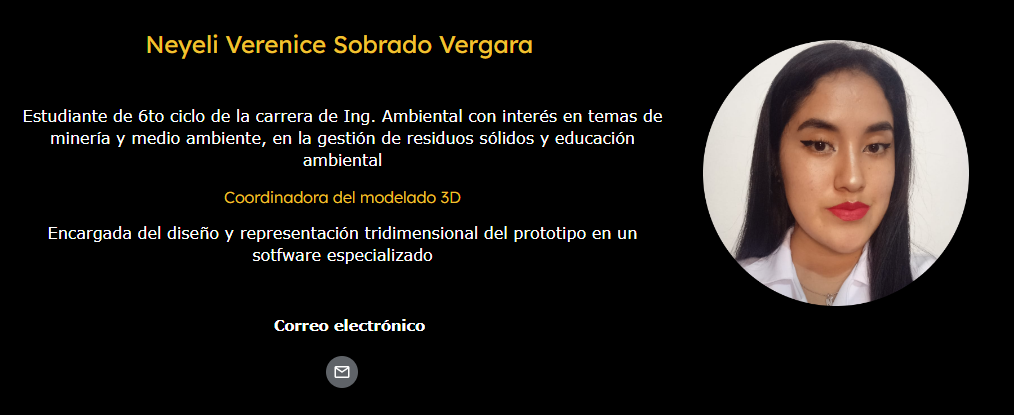 Neyeli Verenice Sobrado Vergara
Estudiante de 6to ciclo de la carrera de Ing. Ambiental con interés en temas de
minería y medio ambiente, en la gestión de residuos sólidos y educación
ambiental
Coordinadora del modelado 3D
Encargada del diseño y representación tridimensional del prototipo en un
sotfware especializado
Correo electrónico